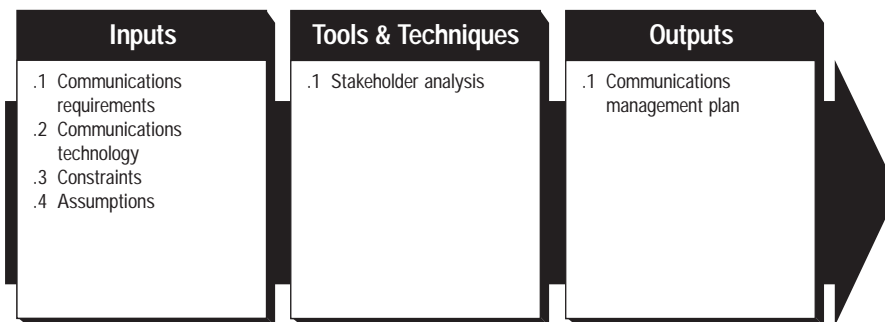 Inputs
.1 Communications
requirements
.2 Communications
technology
.3 Constraints
.4 Assumptions
Tools & Techniques
.1 Stakeholder analysis
Outputs
.1 Communications
management plan